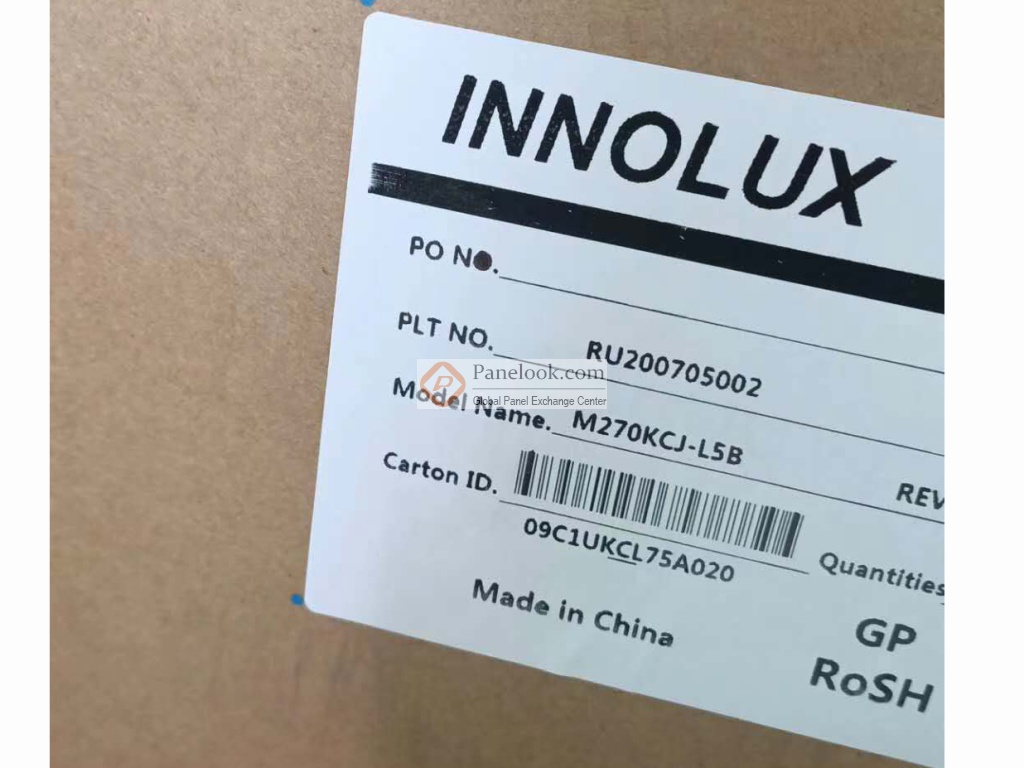 INNOLUX
PO NO.
PLT NO. RU200705002
Panelook.com
Global Panel Exchange Center
Model Name. M270KCJ-L5B
REV
Carton ID.
09C1UKCL75A020
Quantities
Made in China
GP
RoSH